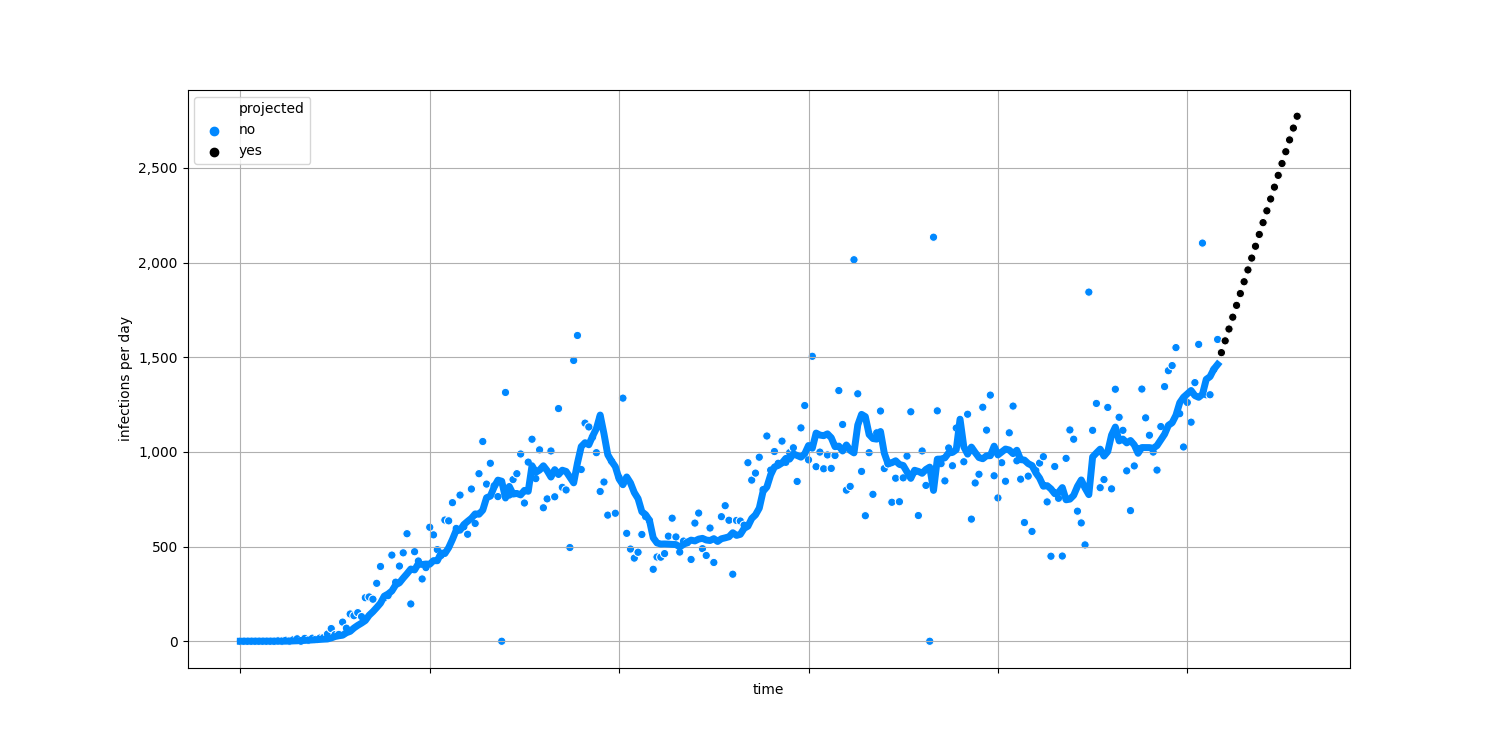 projected
no
yes
2,500
2,000
1,500
1,000
500
0
infections per day
time